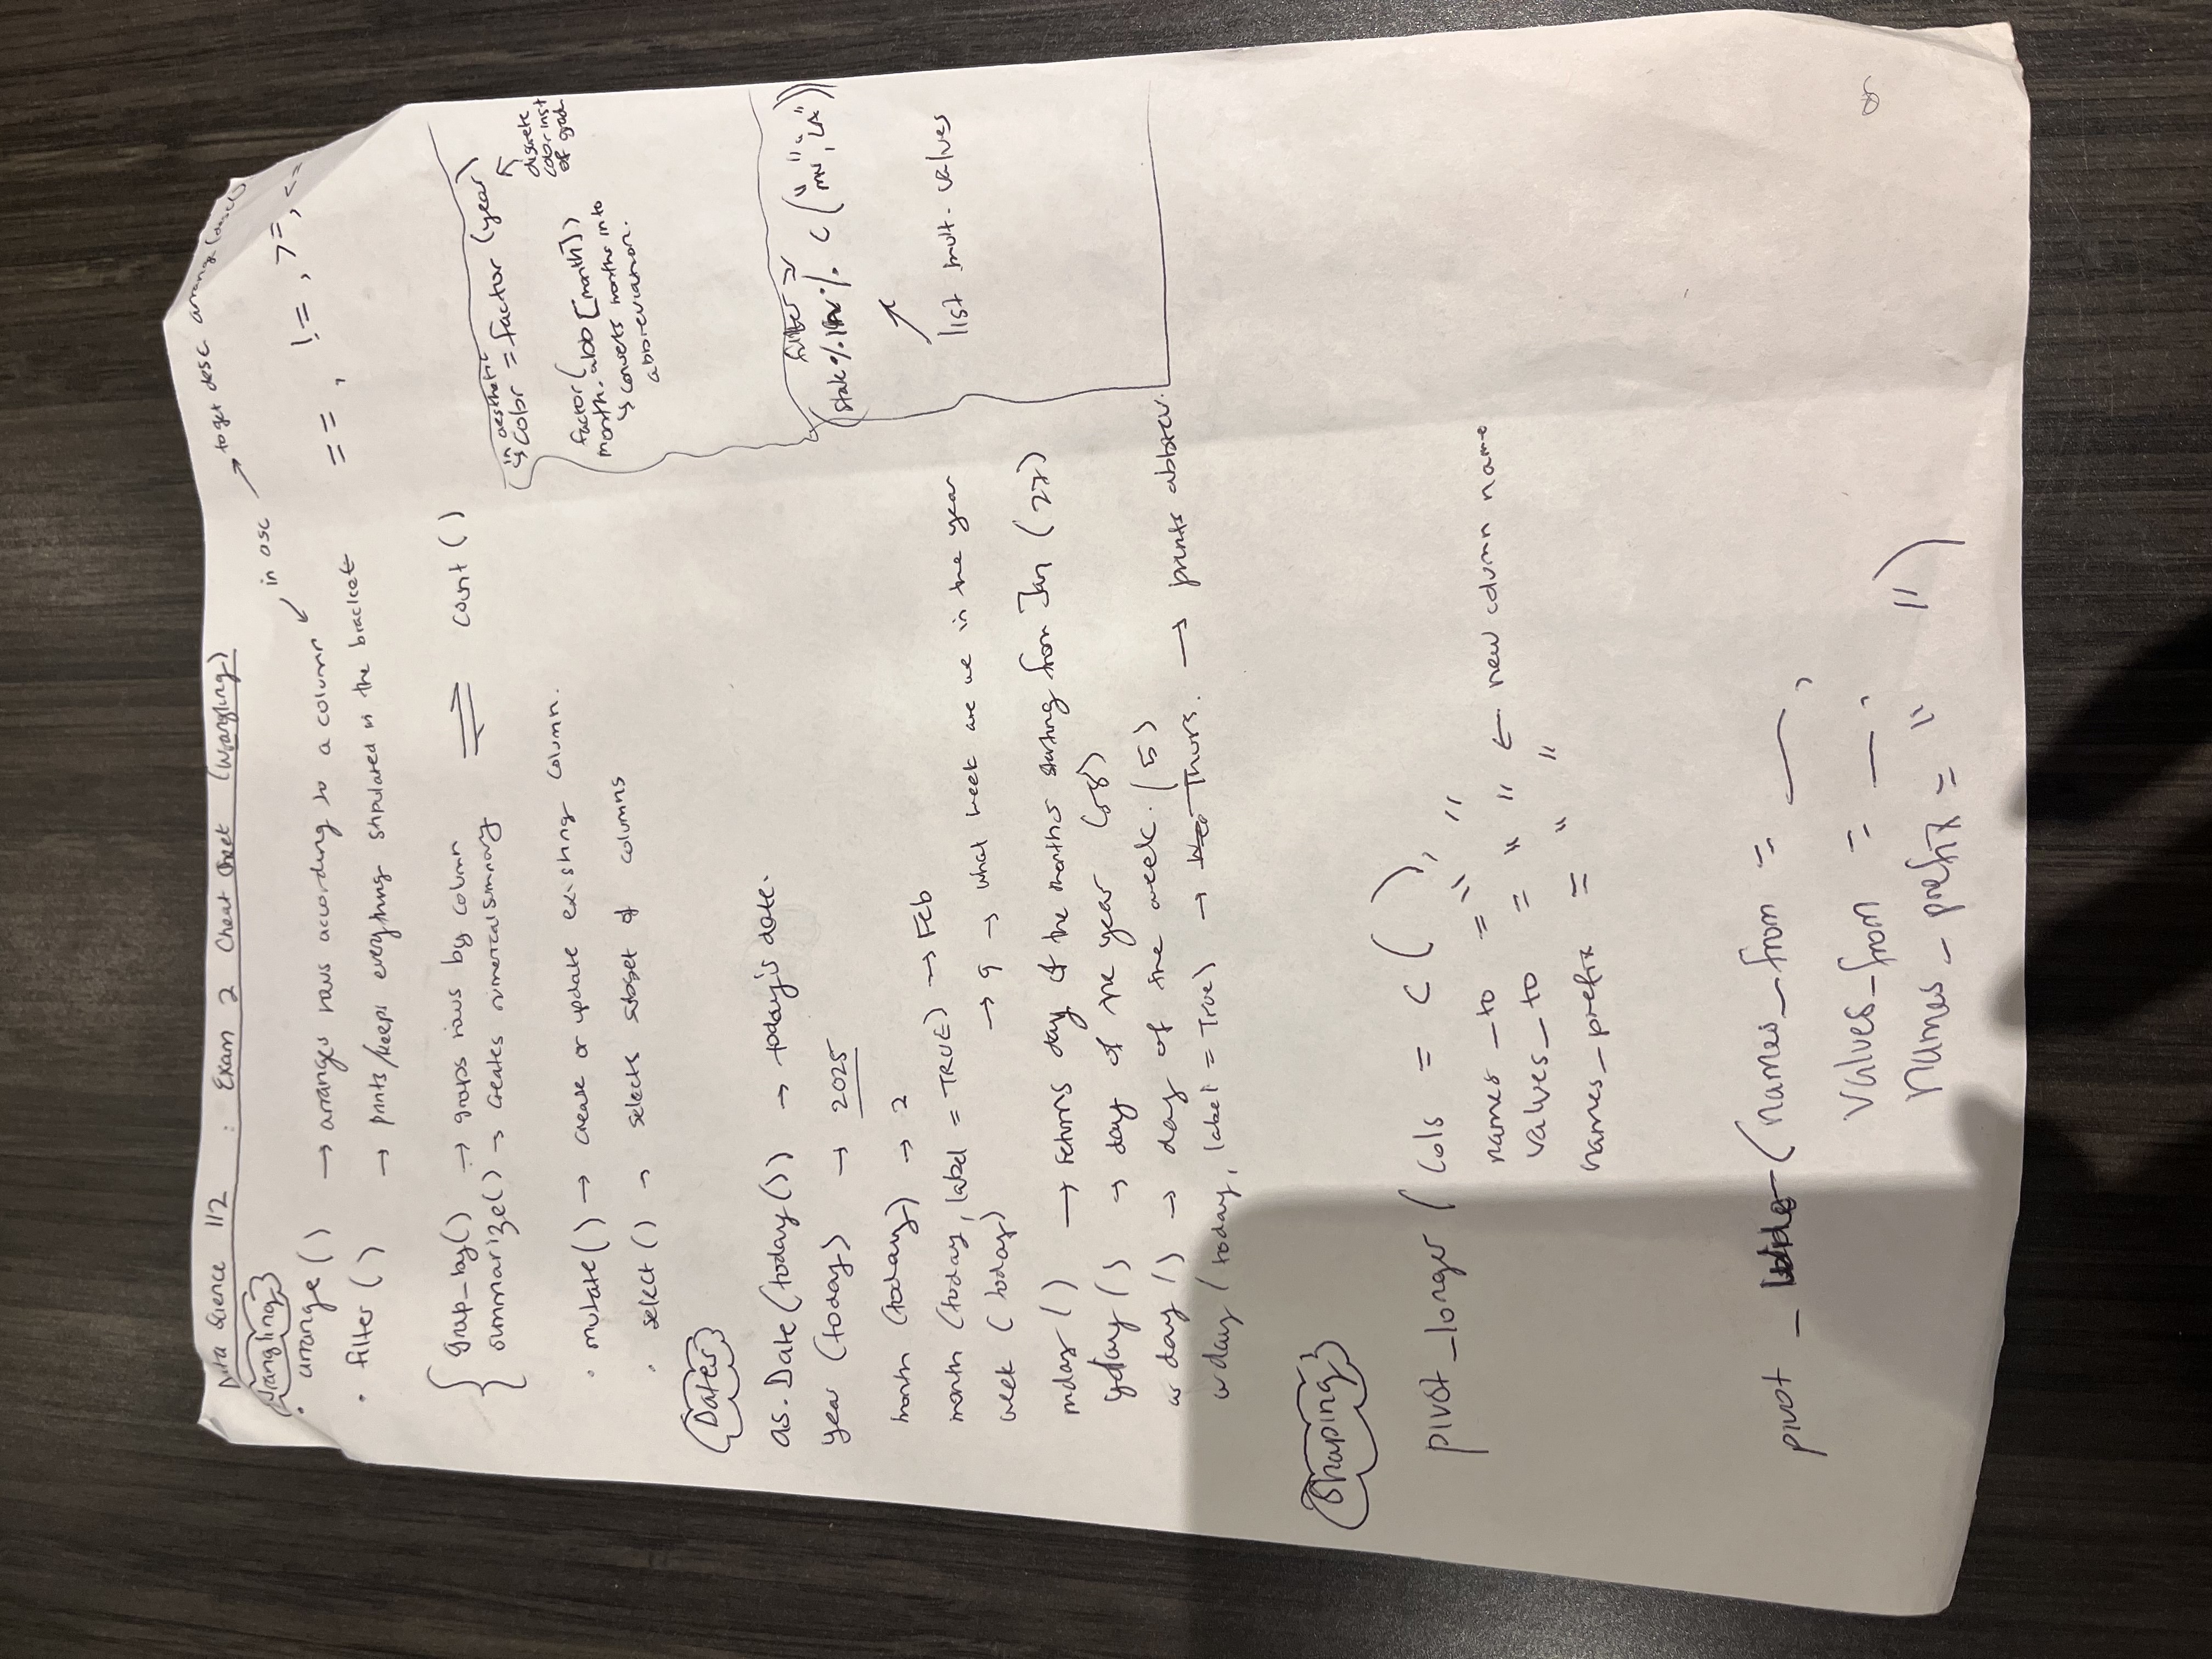 Data Science 112 : Exam 2 Cheat Sheet (Wrangling)
to get desc arrange(desc())
Wrangling
in asc
• arrange() → arranges rows according to a column
==, !=, >=, <=
• filter() → prints/keeps everything stipulated in the bracket
group_by() → groups rows by column ⇌ count()
summarize() → creates numerical summary
• mutate() → create or update existing column.
• select() → selects subset of columns
in aesthetic
↳ color = factor (year)
discrete
color inst
of grad
factor(
month.abb [month])
↳ converts months into
abbreviation.
filter
(state %in% c("MN", "CA"))
list mult. values
Dates
as.Date(today()) → today's date.
year (today) → 2025
month (today) → 2
month (today, label = TRUE) → Feb
week (today) → 9 → what week are we in the year
mday () → returns day of the months starting from Jan (27)
yday () → day of the year (58)
wday () → day of the week. (5)
wday (today, label = True) → Thurs. → prints abbrev.
Shaping
pivot_longer (cols = c ( ),
names_to = " "
values_to = " " ← new column name
names_prefix = " "
pivot_wide (names_from = __,
values_from = __,
names_prefix = " ")